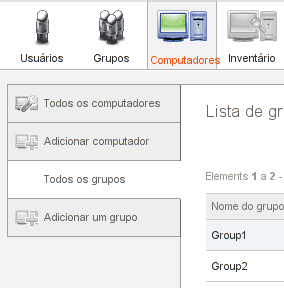 Usuários Grupos Computadores Inventário
Todos os computadores
Adicionar computador
Todos os grupos
Adicionar um grupo
Lista de gr
Elements 1 a 2 -
Nome do grupo
Group1
Group2